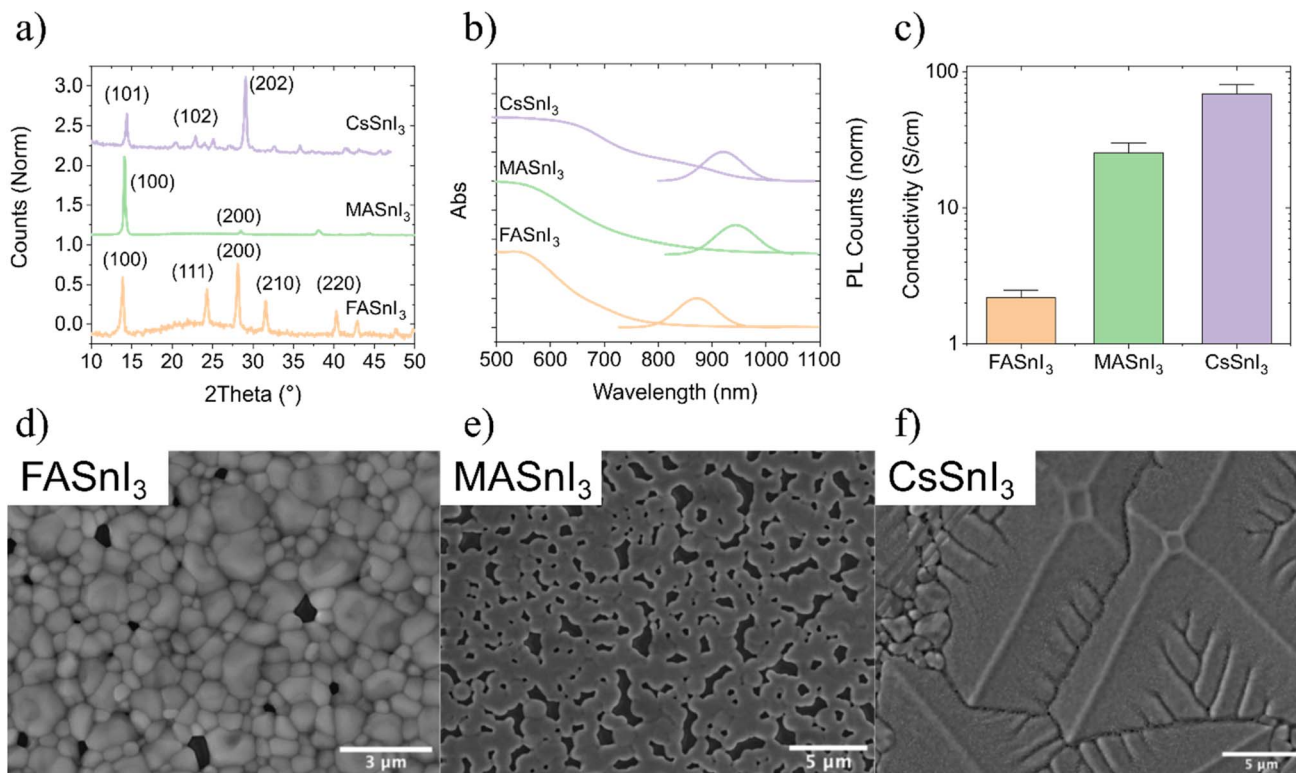 a)
Counts (Norm)
3.0
2.5
2.0
1.5
1.0
0.5
0.0
(101)
(102)
(202)
CsSnI₃
(100)
(200)
MASnI₃
(100)
(111)
(200)
(210)
(220)
FASnI₃
10 15 20 25 30 35 40 45 50
2Theta (°)
b)
Abs
CsSnI₃
MASnI₃
FASnI₃
PL Counts (norm)
500 600 700 800 900 1000 1100
Wavelength (nm)
c)
Conductivity (S/cm)
100
10
1
FASnI₃ MASnI₃ CsSnI₃
d)
FASnI₃
3 μm
e)
MASnI₃
5 μm
f)
CsSnI₃
5 μm